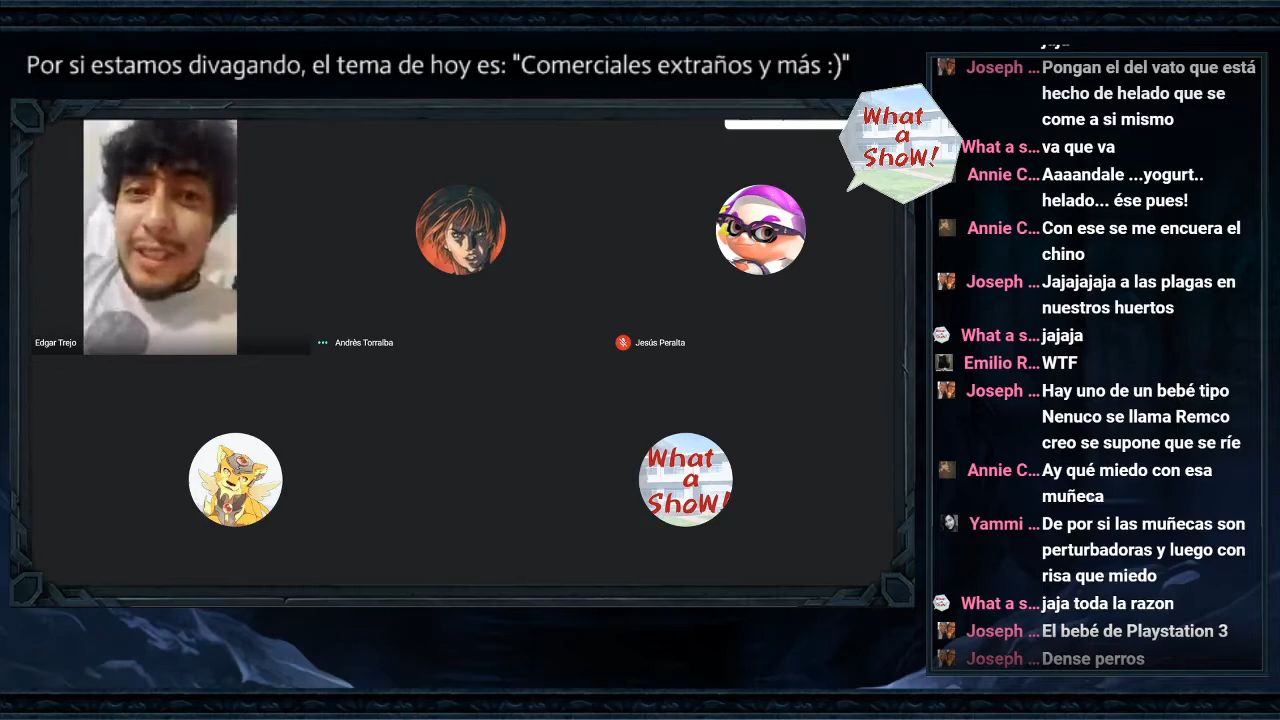 Por si estamos divagando, el tema de hoy es: "Comerciales extraños y más :)"
What
a
ShoW!
Edgar Trejo
Andrès Torralba
Jesús Peralta
What
a
ShoW!
jaja
Joseph ... Pongan el del vato que está
hecho de helado que se
come a si mismo
What a s... va que va
Annie C... Aaaandale ...yogurt..
helado... ése pues!
Annie C... Con ese se me encuera el
chino
Joseph ... Jajajajaja a las plagas en
nuestros huertos
What a s... jajaja
Emilio R... WTF
Joseph ... Hay uno de un bebé tipo
Nenuco se llama Remco
creo se supone que se ríe
Annie C... Ay qué miedo con esa
muñeca
Yammi ... De por si las muñecas son
perturbadoras y luego con
risa que miedo
What a s... jaja toda la razon
Joseph ... El bebé de Playstation 3
Joseph ... Dense perros